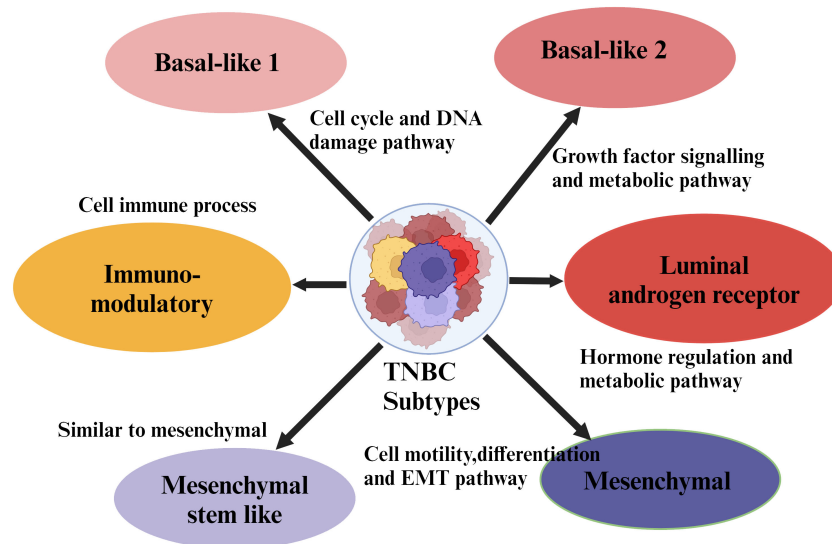 Basal-like 1
Basal-like 2
Cell cycle and DNA
damage pathway
Growth factor signalling
and metabolic pathway
Cell immune process
Immuno-
modulatory
Luminal
androgen receptor
Hormone regulation and
metabolic pathway
TNBC
Subtypes
Similar to mesenchymal
Cell motility,differentiation
and EMT pathway
Mesenchymal
stem like
Mesenchymal